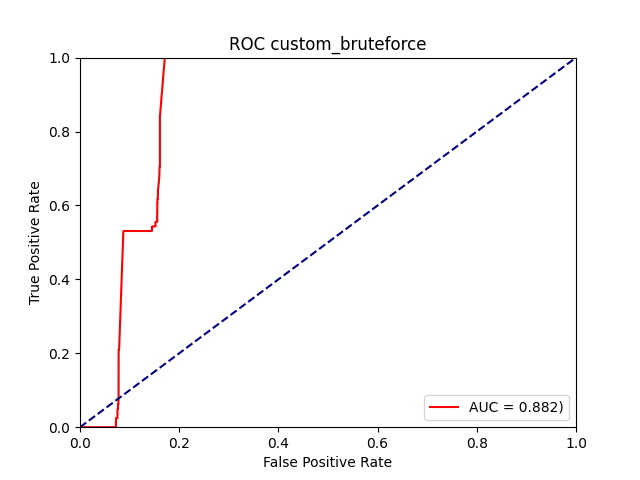 ROC custom_bruteforce
1.0
0.8
0.6
0.4
0.2
0.0
True Positive Rate
AUC = 0.882)
0.0 0.2 0.4 0.6 0.8 1.0
False Positive Rate